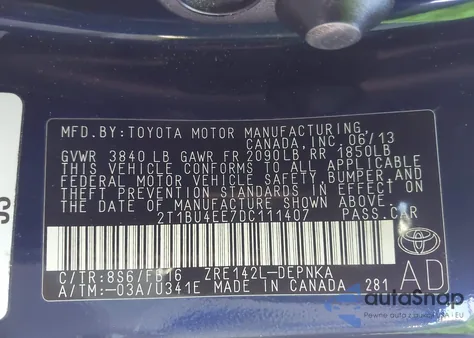 MFD. BY: TOYOTA MOTOR MANUFACTURING
CANADA, INC. 06/13
GVWR 3840 LB GAWR FR 2090LB RR 1850LB
THIS VEHICLE CONFORMS TO ALL APPLICABLE
FEDERAL MOTOR VEHICLE SAFETY, BUMPER, AND
THEFT PREVENTION STANDARDS IN EFFECT ON
THE DATE OF MANUFACTURE SHOWN ABOVE.
2T1BU4EE7DC111407 PASS. CAR
C/TR: 8S6/FB16 ZRE142L-DEPNKA
A/TM: -03A/U341E MADE IN CANADA 281
TOYOTA
AD
autoSnap